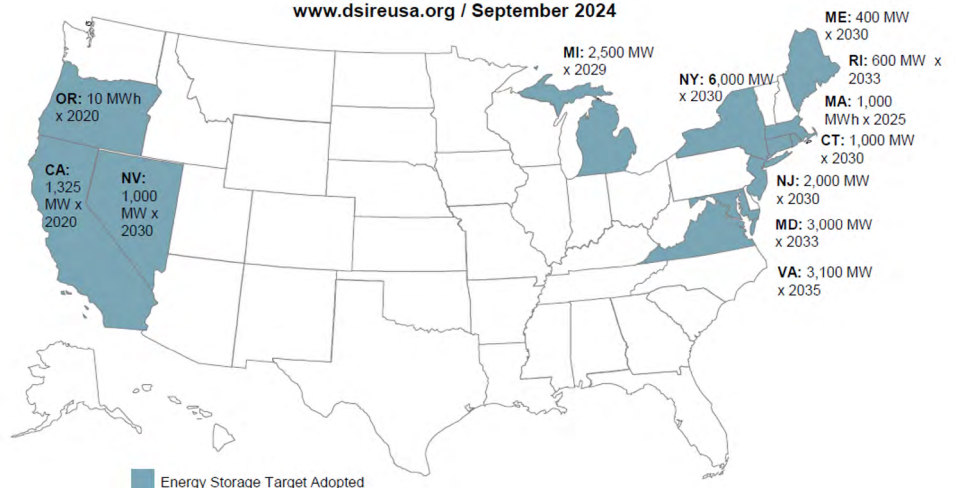 www.dsireusa.org / September 2024
ME: 400 MW
x 2030
MI: 2,500 MW
x 2029
RI: 600 MW x
2033
NY: 6,000 MW
x 2030
OR: 10 MWh
x 2020
MA: 1,000
MWh x 2025
CT: 1,000 MW
x 2030
CA:
1,325
MW x
2020
NV:
1,000
MW x
2030
NJ: 2,000 MW
x 2030
MD: 3,000 MW
x 2033
VA: 3,100 MW
x 2035
Energy Storage Target Adopted